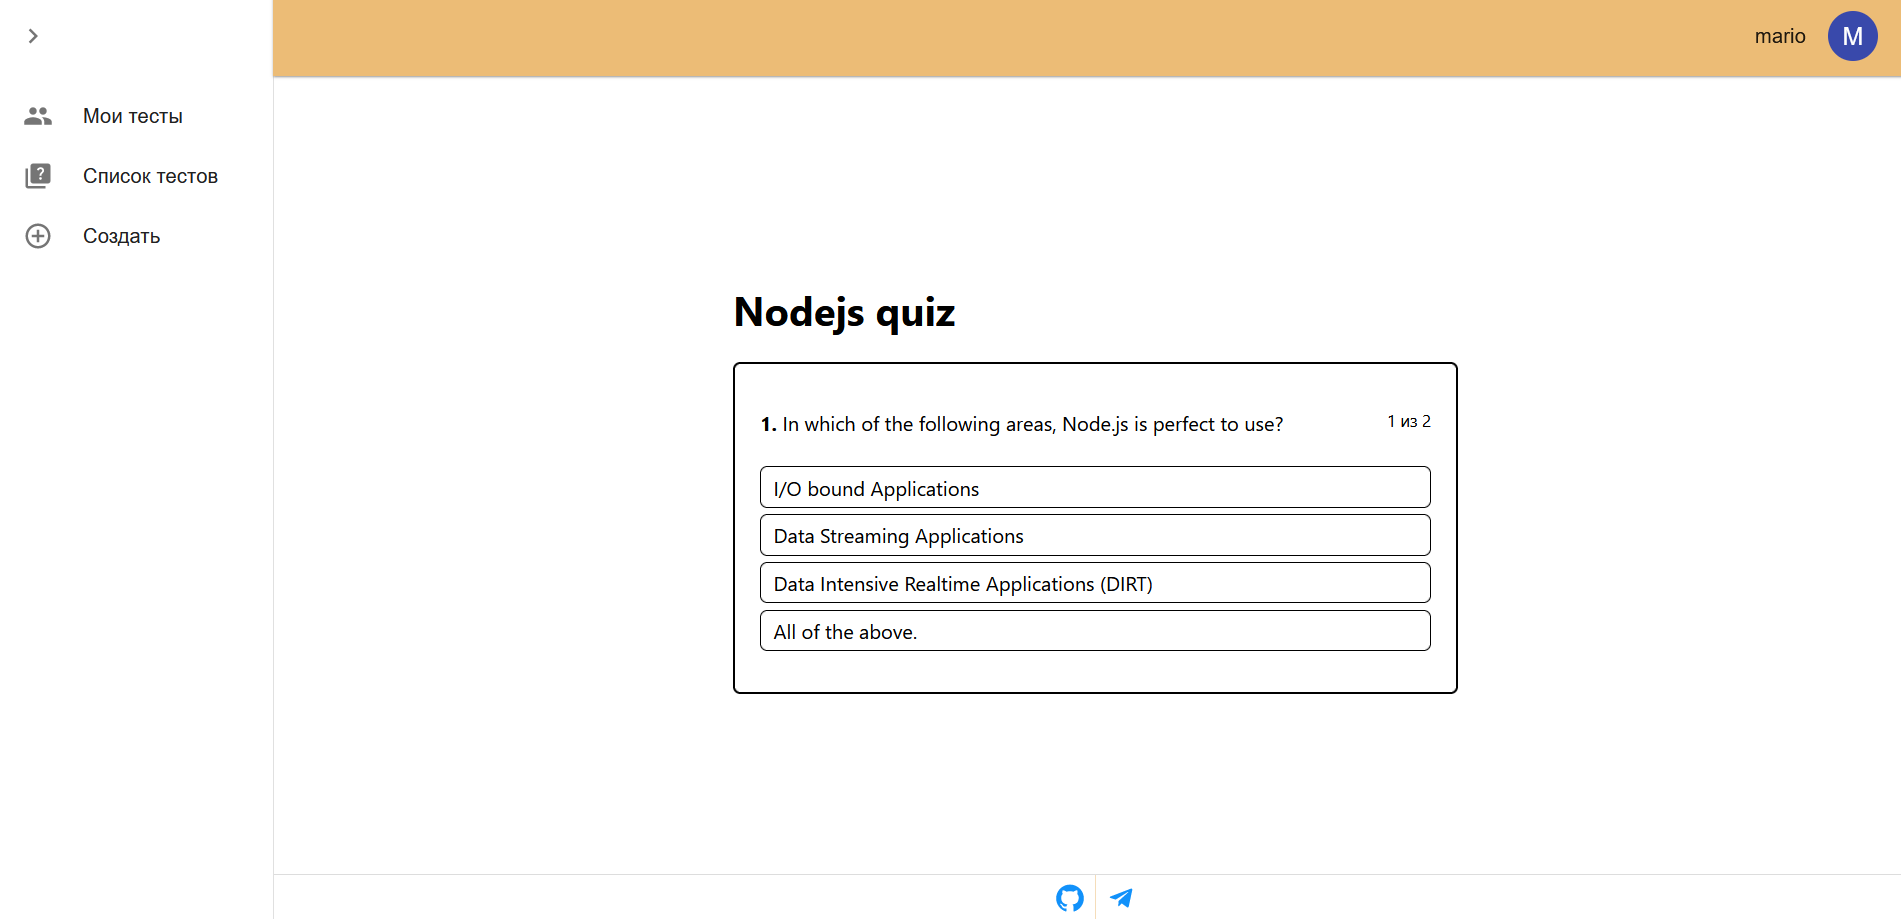 mario
M
Мои тесты
?
Список тестов
Создать
Nodejs quiz
1. In which of the following areas, Node.js is perfect to use?
1 из 2
I/O bound Applications
Data Streaming Applications
Data Intensive Realtime Applications (DIRT)
All of the above.